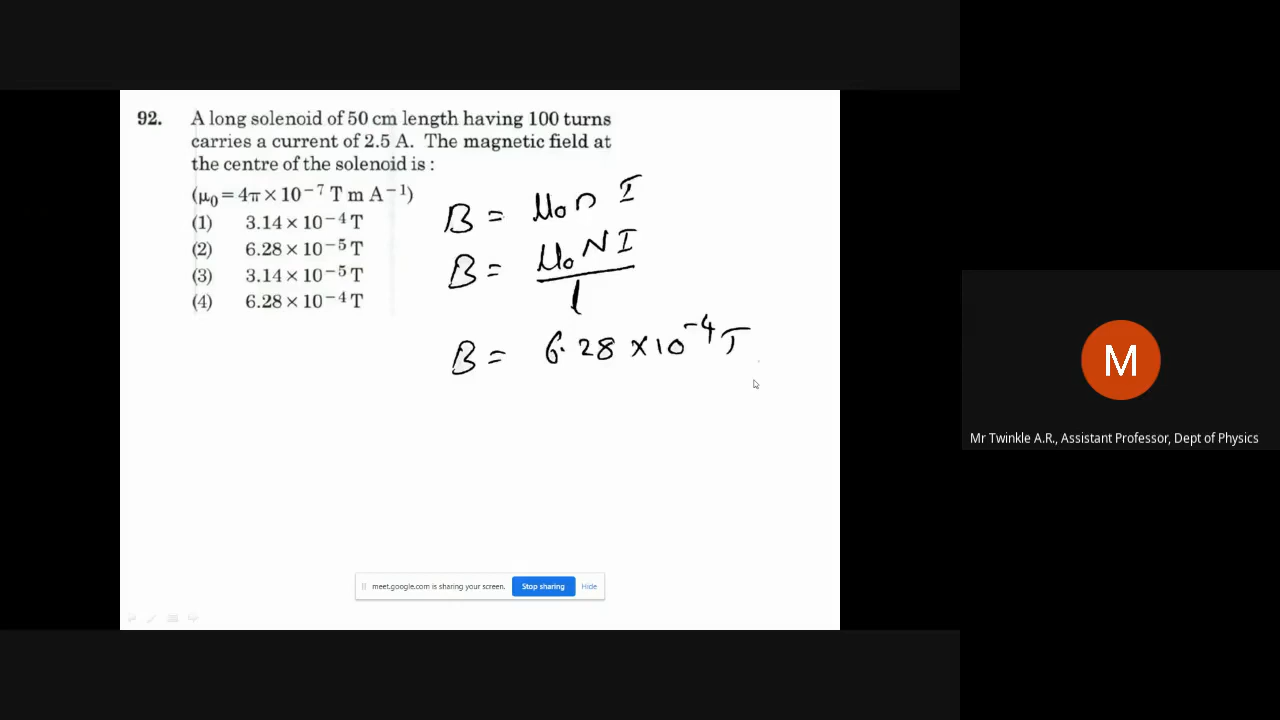 92. A long solenoid of 50 cm length having 100 turns
carries a current of 2.5 A. The magnetic field at
the centre of the solenoid is :
(μ₀ = 4π × 10⁻⁷ T m A⁻¹)
(1) 3.14 × 10⁻⁴ T
(2) 6.28 × 10⁻⁵ T
(3) 3.14 × 10⁻⁵ T
(4) 6.28 × 10⁻⁴ T
B = μ₀ n I
B = μ₀ N I / l
B = 6.28 × 10⁻⁴ T
meet.google.com is sharing your screen. Stop sharing Hide
M
Mr Twinkle A.R., Assistant Professor, Dept of Physics